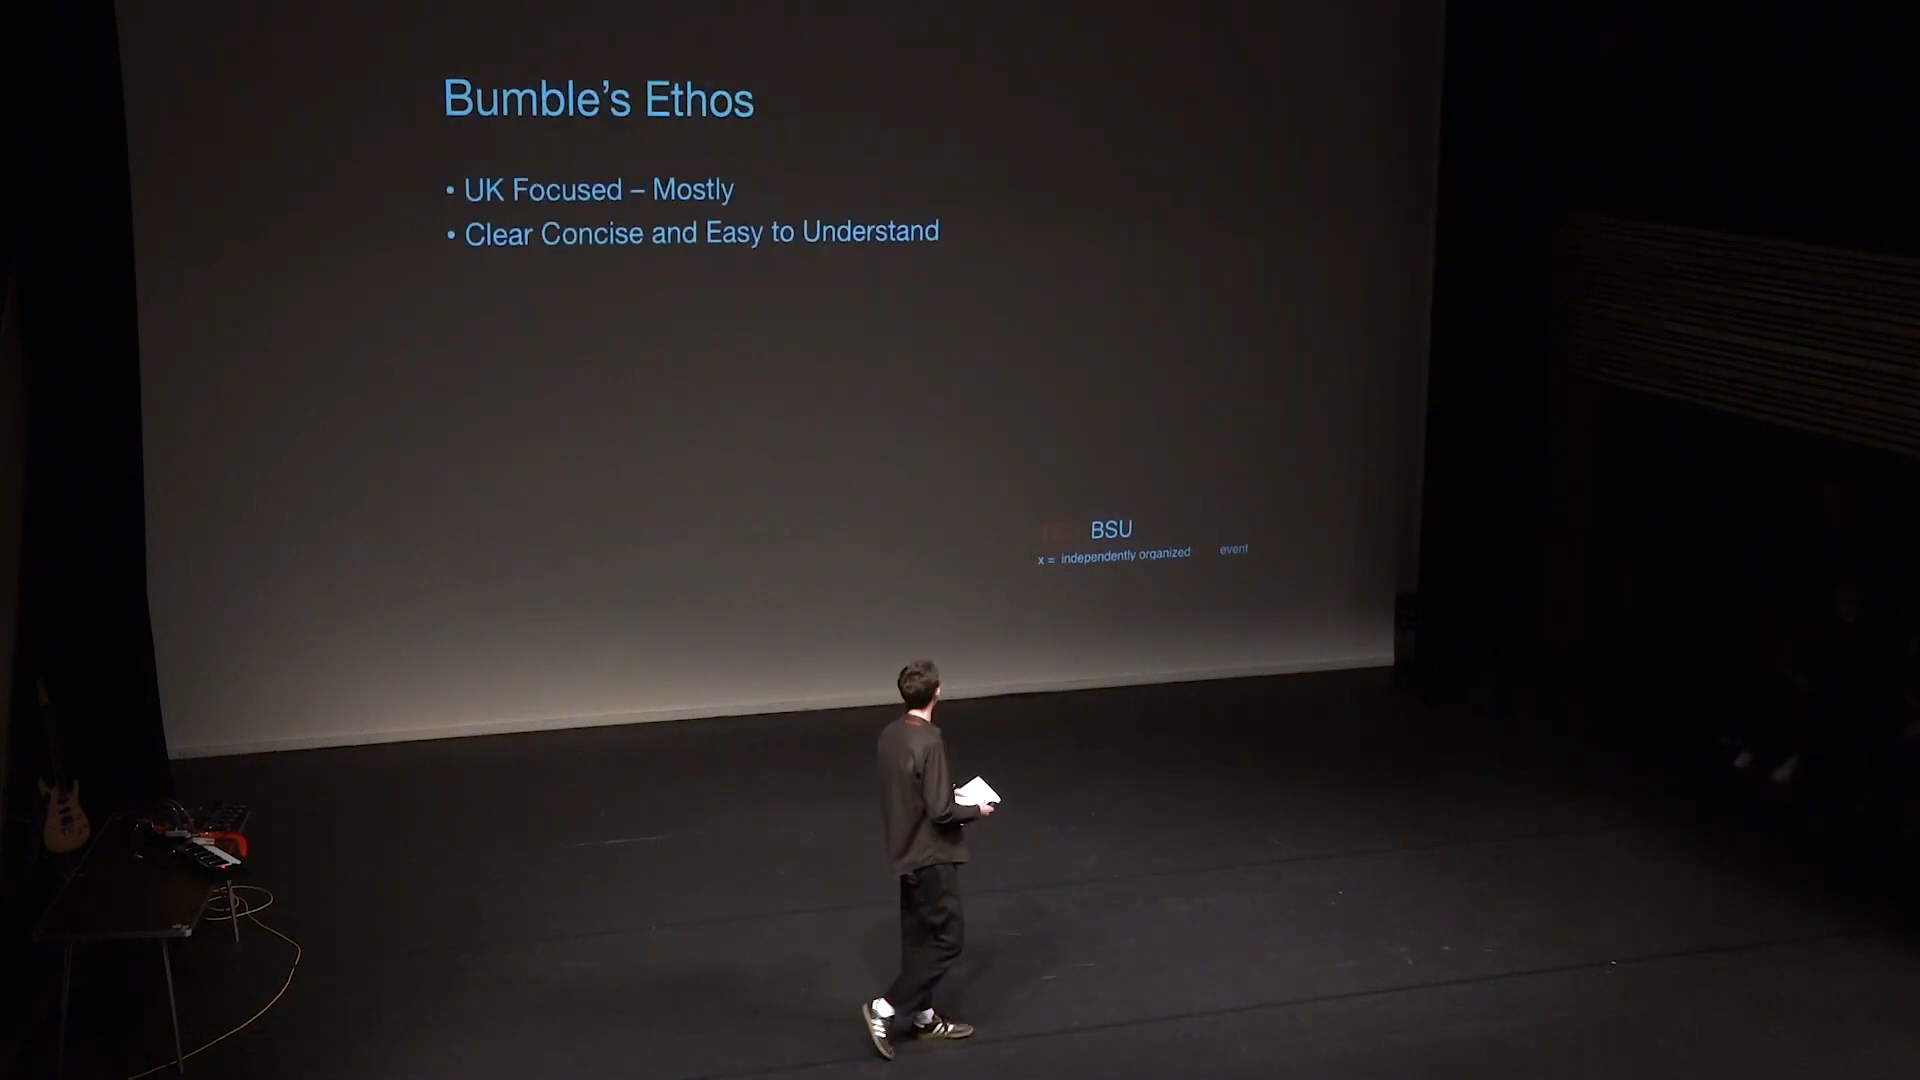 Bumble's Ethos
• UK Focused – Mostly
• Clear Concise and Easy to Understand
BSU
x = independently organized event